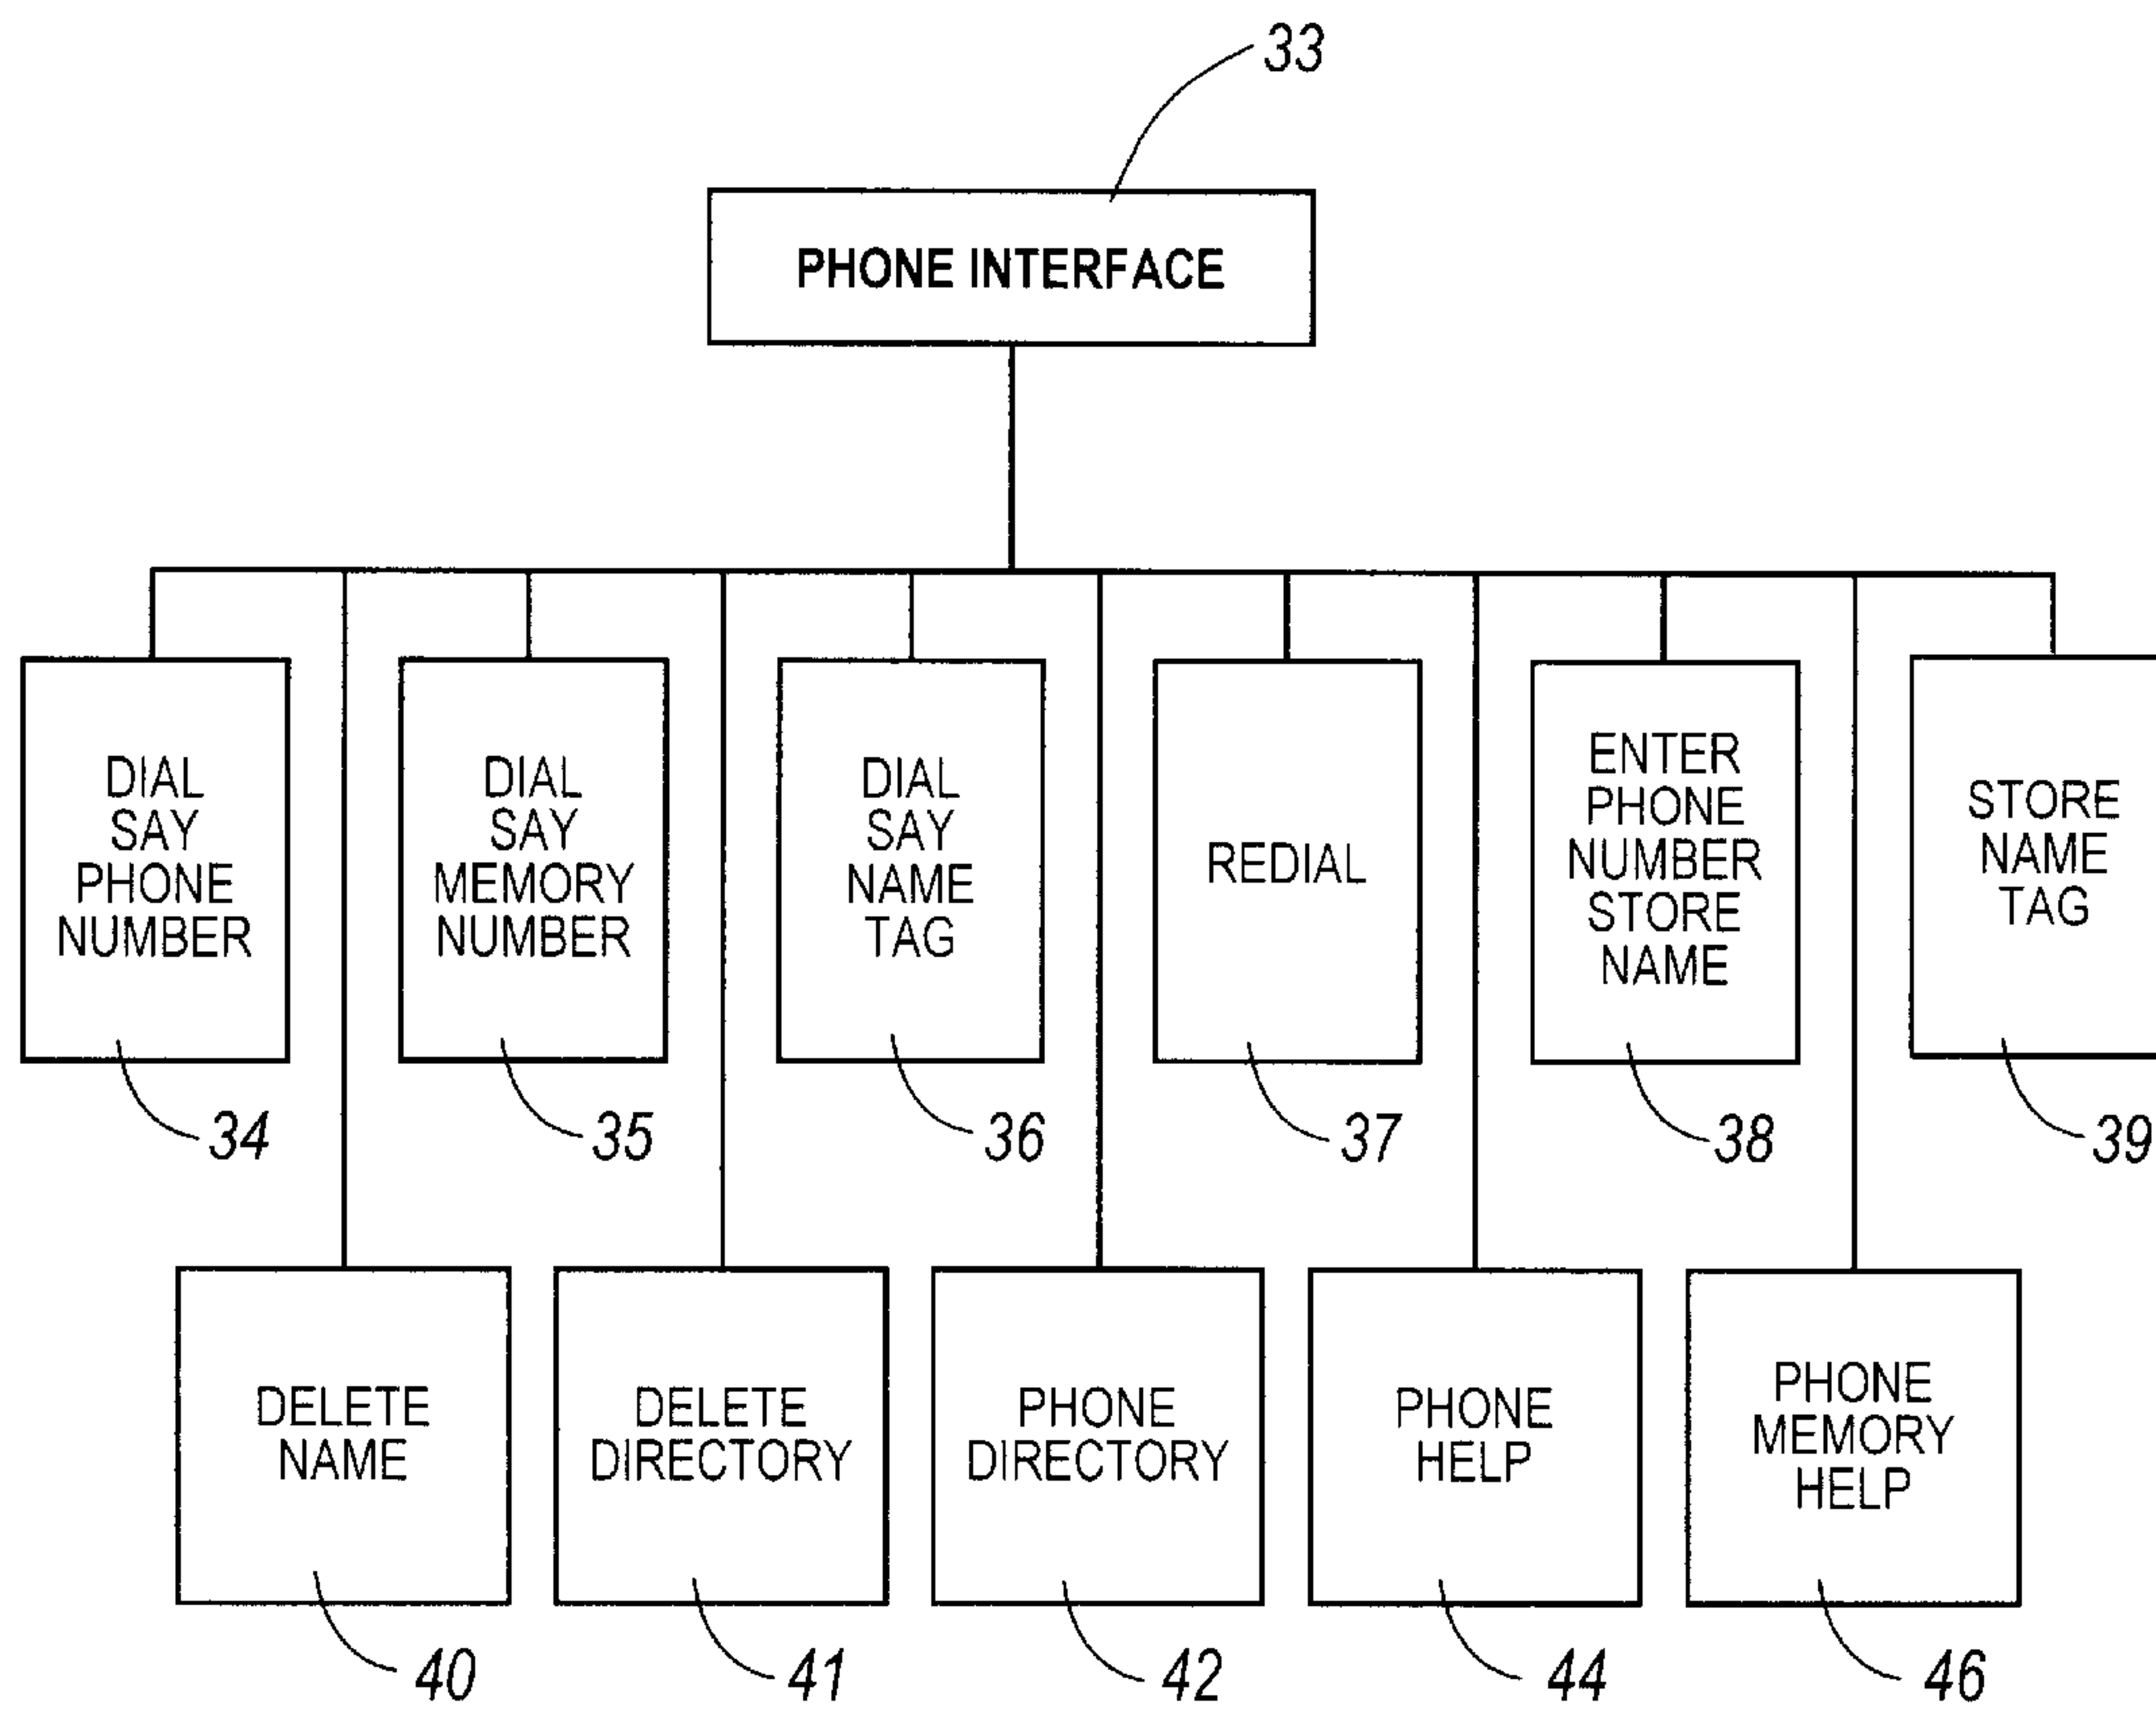 33
PHONE INTERFACE
DIAL
SAY
PHONE
NUMBER
DIAL
SAY
MEMORY
NUMBER
DIAL
SAY
NAME
TAG
REDIAL
ENTER
PHONE
NUMBER
STORE
NAME
STORE
NAME
TAG
34
35
36
37
38
39
DELETE
NAME
DELETE
DIRECTORY
PHONE
DIRECTORY
PHONE
HELP
PHONE
MEMORY
HELP
40
41
42
44
46